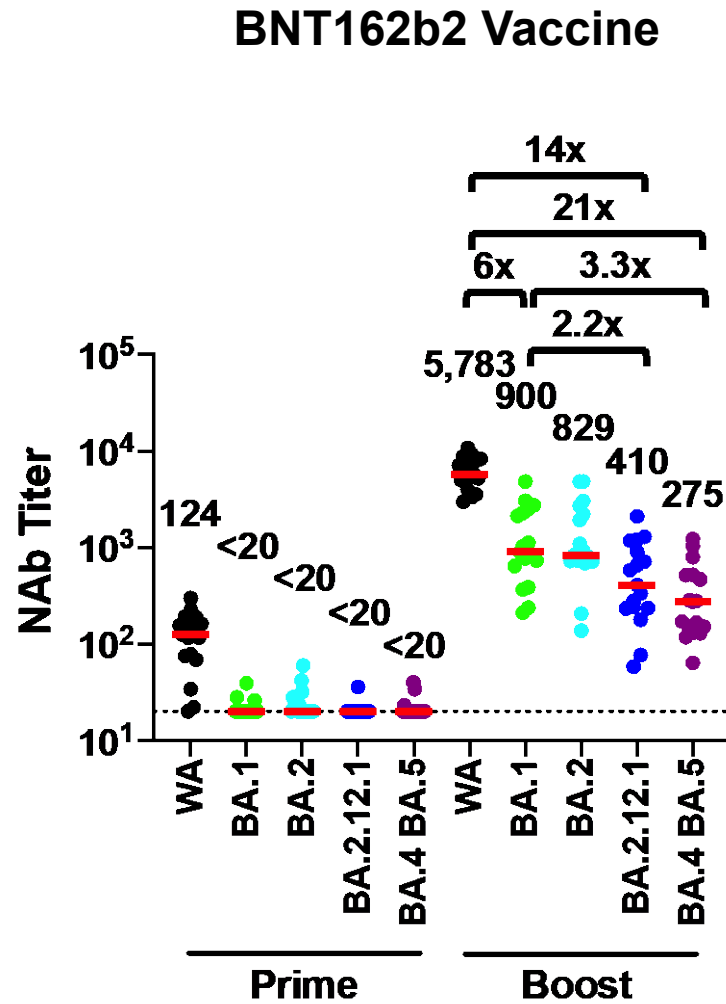 BNT162b2 Vaccine
14x
21x
6x 3.3x
2.2x
5,783
900
829
410
275
124
<20
<20
<20
<20
NAb Titer
10⁵
10⁴
10³
10²
10¹
WA
BA.1
BA.2
BA.2.12.1
BA.4 BA.5
WA
BA.1
BA.2
BA.2.12.1
BA.4 BA.5
Prime Boost